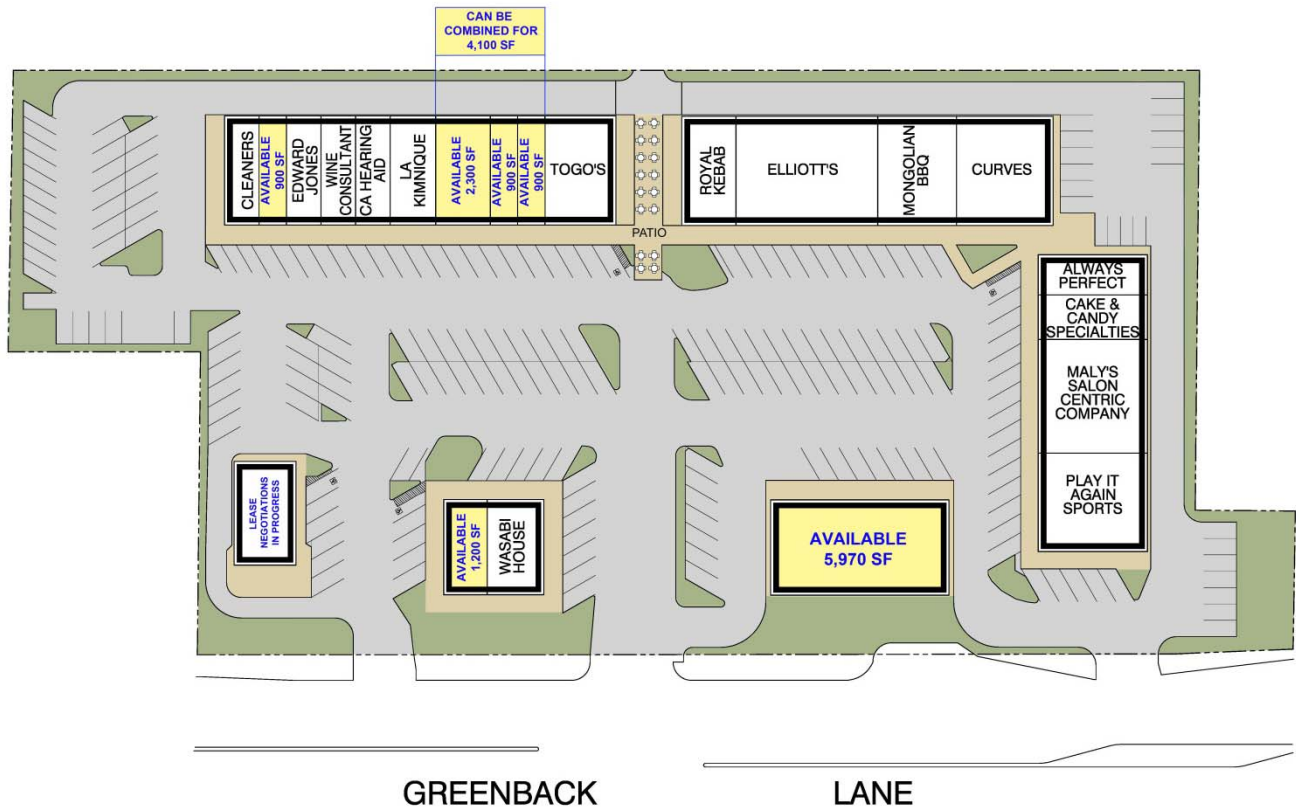 CAN BE
COMBINED FOR
4,100 SF
CLEANERS
AVAILABLE
900 SF
EDWARD
JONES
WINE
CONSULTANT
CA HEARING
AID
LA
KIMNIQUE
AVAILABLE
2,300 SF
AVAILABLE
900 SF
AVAILABLE
900 SF
TOGO'S
ROYAL
KEBAB
ELLIOTT'S
MONGOLIAN
BBQ
CURVES
PATIO
ALWAYS
PERFECT
CAKE &
CANDY
SPECIALTIES
MALY'S
SALON
CENTRIC
COMPANY
PLAY IT
AGAIN
SPORTS
LEASE
NEGOTIATIONS
IN PROGRESS
AVAILABLE
1,200 SF
WASABI
HOUSE
AVAILABLE
5,970 SF
GREENBACK LANE